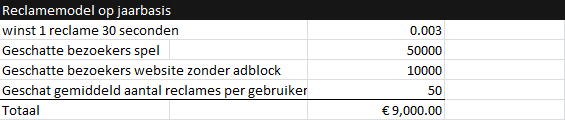 Reclamemodel op jaarbasis
winst 1 reclame 30 seconden 0.003
Geschatte bezoekers spel 50000
Geschatte bezoekers website zonder adblock 10000
Geschat gemiddeld aantal reclames per gebruiker 50
Totaal € 9,000.00